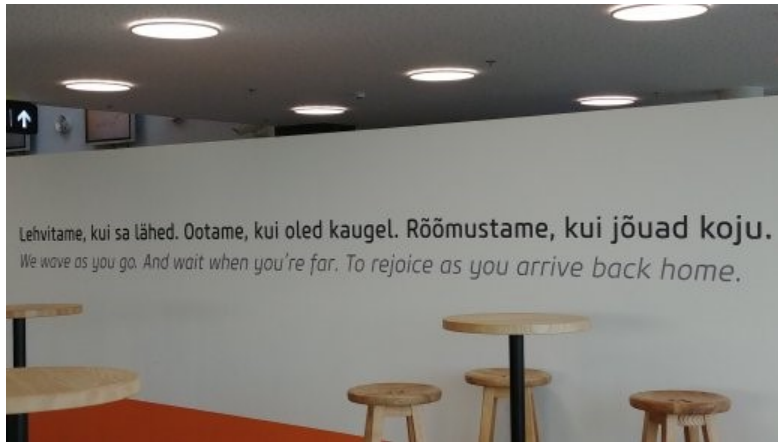 Lehvitame, kui sa lähed. Ootame, kui oled kaugel. Rõõmustame, kui jõuad koju.
We wave as you go. And wait when you're far. To rejoice as you arrive back home.